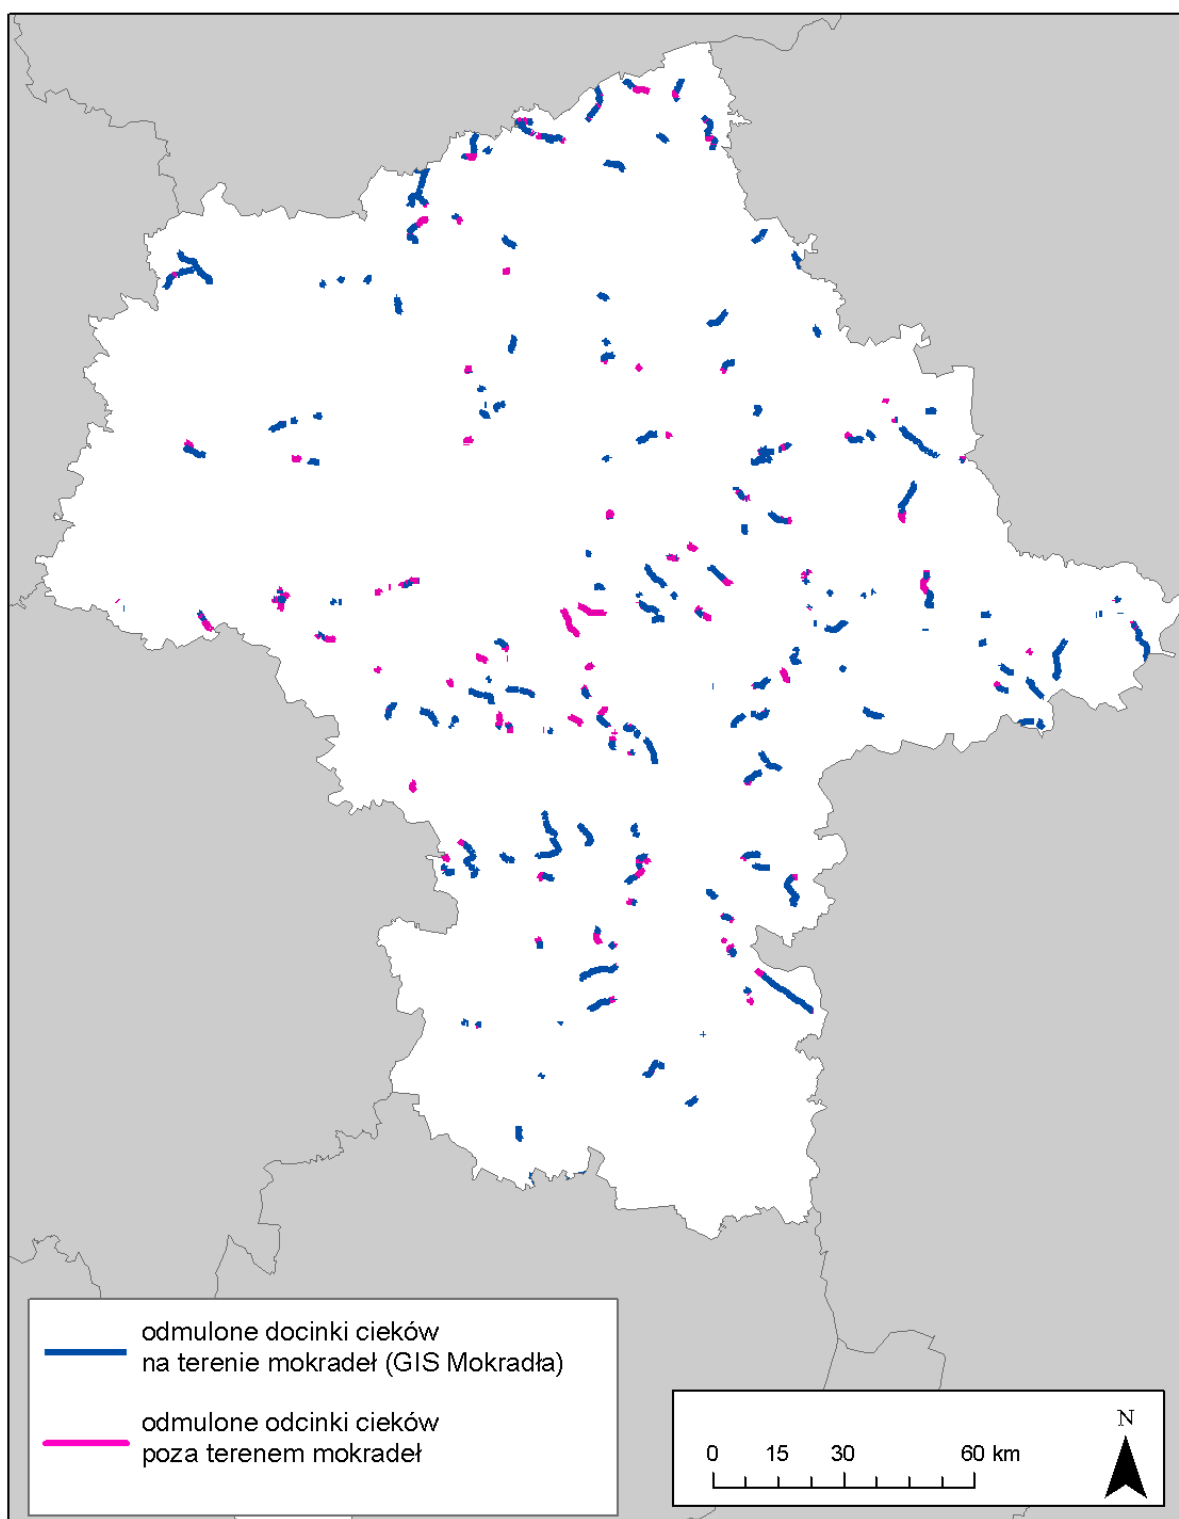 odmulone docinki cieków
na terenie mokradeł (GIS Mokradła)
odmulone odcinki cieków
poza terenem mokradeł
N
0 15 30 60 km